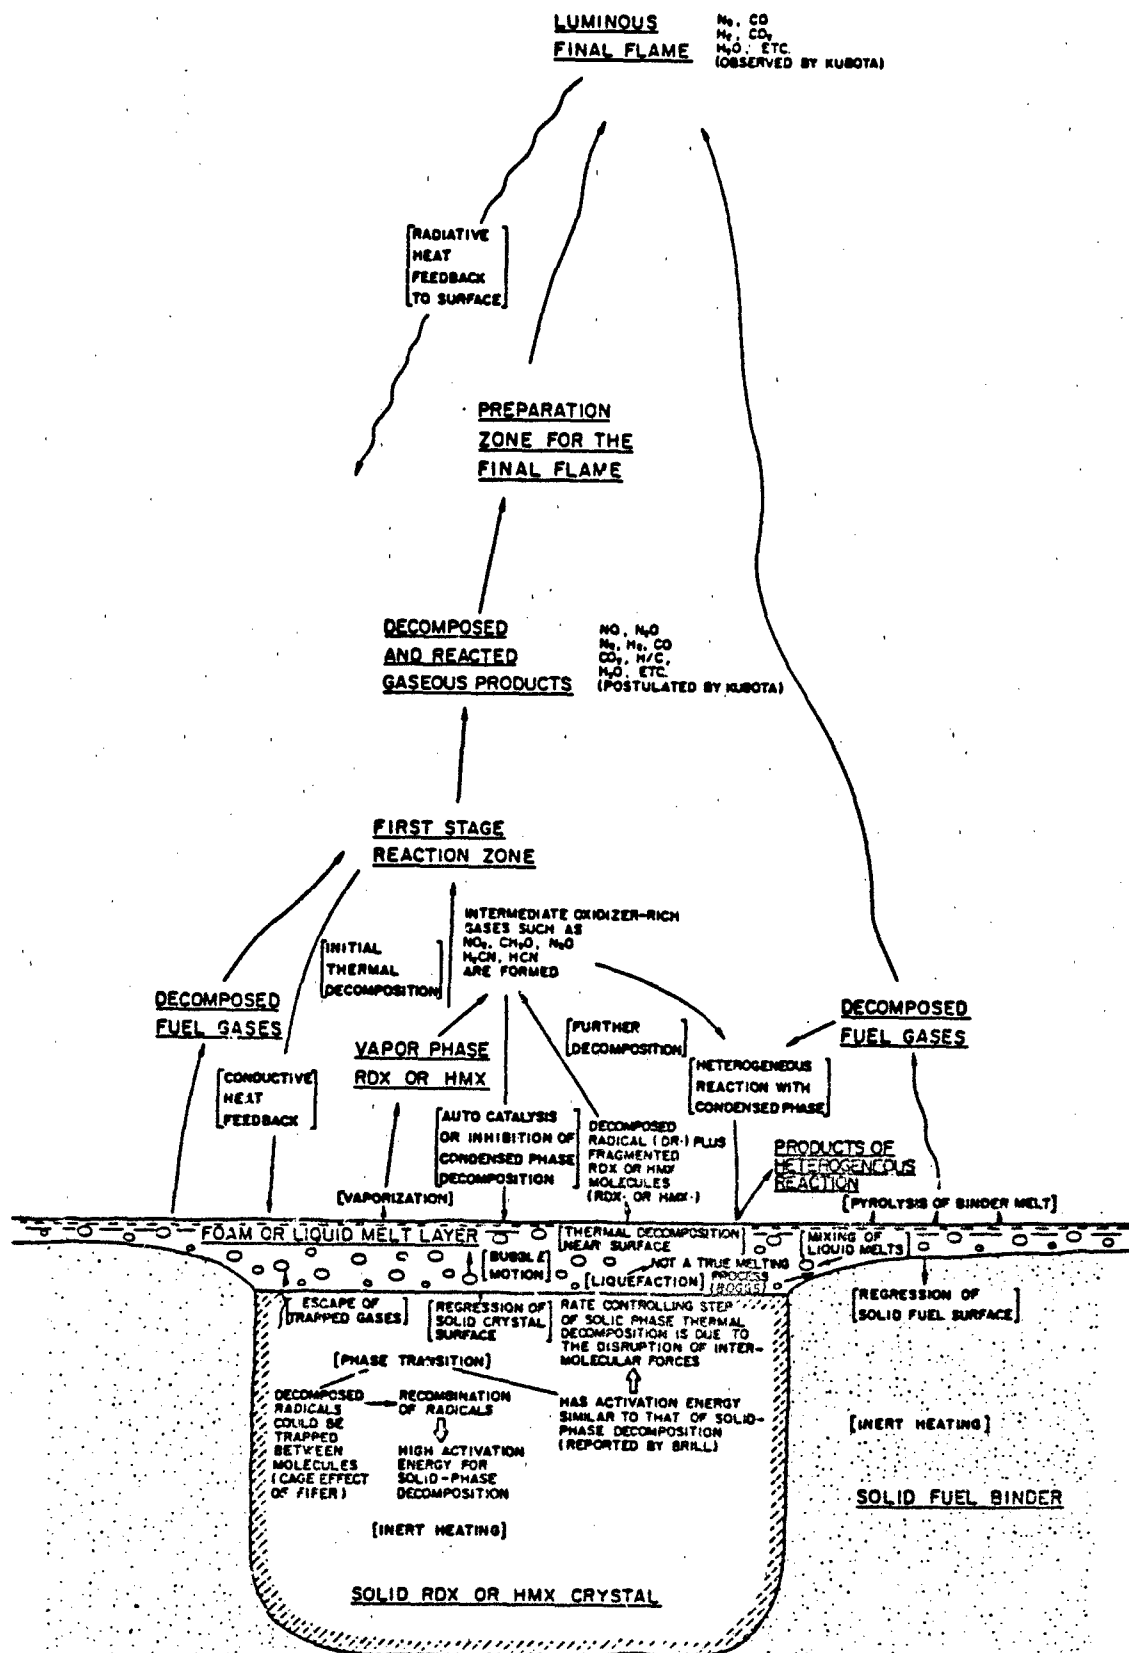 LUMINOUS
FINAL FLAME
N₂, CO
H₂, CO₂
H₂O, ETC.
(OBSERVED BY KUBOTA)
[RADIATIVE
HEAT
FEEDBACK
TO SURFACE]
PREPARATION
ZONE FOR THE
FINAL FLAME
DECOMPOSED
AND REACTED
GASEOUS PRODUCTS
NO, N₂O
N₂, H₂, CO
CO₂, H/C,
H₂O, ETC.
(POSTULATED BY KUBOTA)
FIRST STAGE
REACTION ZONE
INTERMEDIATE OXIDIZER-RICH
GASES SUCH AS
NO₂, CH₂O, N₂O
H₂CN, HCN
ARE FORMED
[INITIAL
THERMAL
DECOMPOSITION]
DECOMPOSED
FUEL GASES
DECOMPOSED
FUEL GASES
[FURTHER
DECOMPOSITION]
VAPOR PHASE
RDX OR HMX
[HETEROGENEOUS
REACTION WITH
CONDENSED PHASE]
[CONDUCTIVE
HEAT
FEEDBACK]
[AUTO CATALYSIS
OR INHIBITION OF
CONDENSED PHASE
DECOMPOSITION]
DECOMPOSED
RADICAL (DR·) PLUS
FRAGMENTED
RDX OR HMX
MOLECULES
(RDX· OR HMX·)
PRODUCTS OF
HETEROGENEOUS
REACTION
[VAPORIZATION]
[PYROLYSIS OF BINDER MELT]
FOAM OR LIQUID MELT LAYER
[THERMAL DECOMPOSITION
NEAR SURFACE]
[MIXING OF
LIQUID MELTS]
[BUBBLE
MOTION]
NOT A TRUE MELTING
PROCESS
(BOGGS)
[LIQUEFACTION]
[ESCAPE OF
TRAPPED GASES]
[REGRESSION OF
SOLID CRYSTAL
SURFACE]
RATE CONTROLLING STEP
OF SOLID PHASE THERMAL
DECOMPOSITION IS DUE TO
THE DISRUPTION OF INTER-
MOLECULAR FORCES
[REGRESSION OF
SOLID FUEL SURFACE]
[PHASE TRANSITION]
DECOMPOSED
RADICALS
COULD BE
TRAPPED
BETWEEN
MOLECULES
(CAGE EFFECT
OF FIFER)
RECOMBINATION
OF RADICALS
HIGH ACTIVATION
ENERGY FOR
SOLID-PHASE
DECOMPOSITION
HAS ACTIVATION ENERGY
SIMILAR TO THAT OF SOLID-
PHASE DECOMPOSITION
(REPORTED BY BRILL)
[INERT HEATING]
SOLID FUEL BINDER
[INERT HEATING]
SOLID RDX OR HMX CRYSTAL